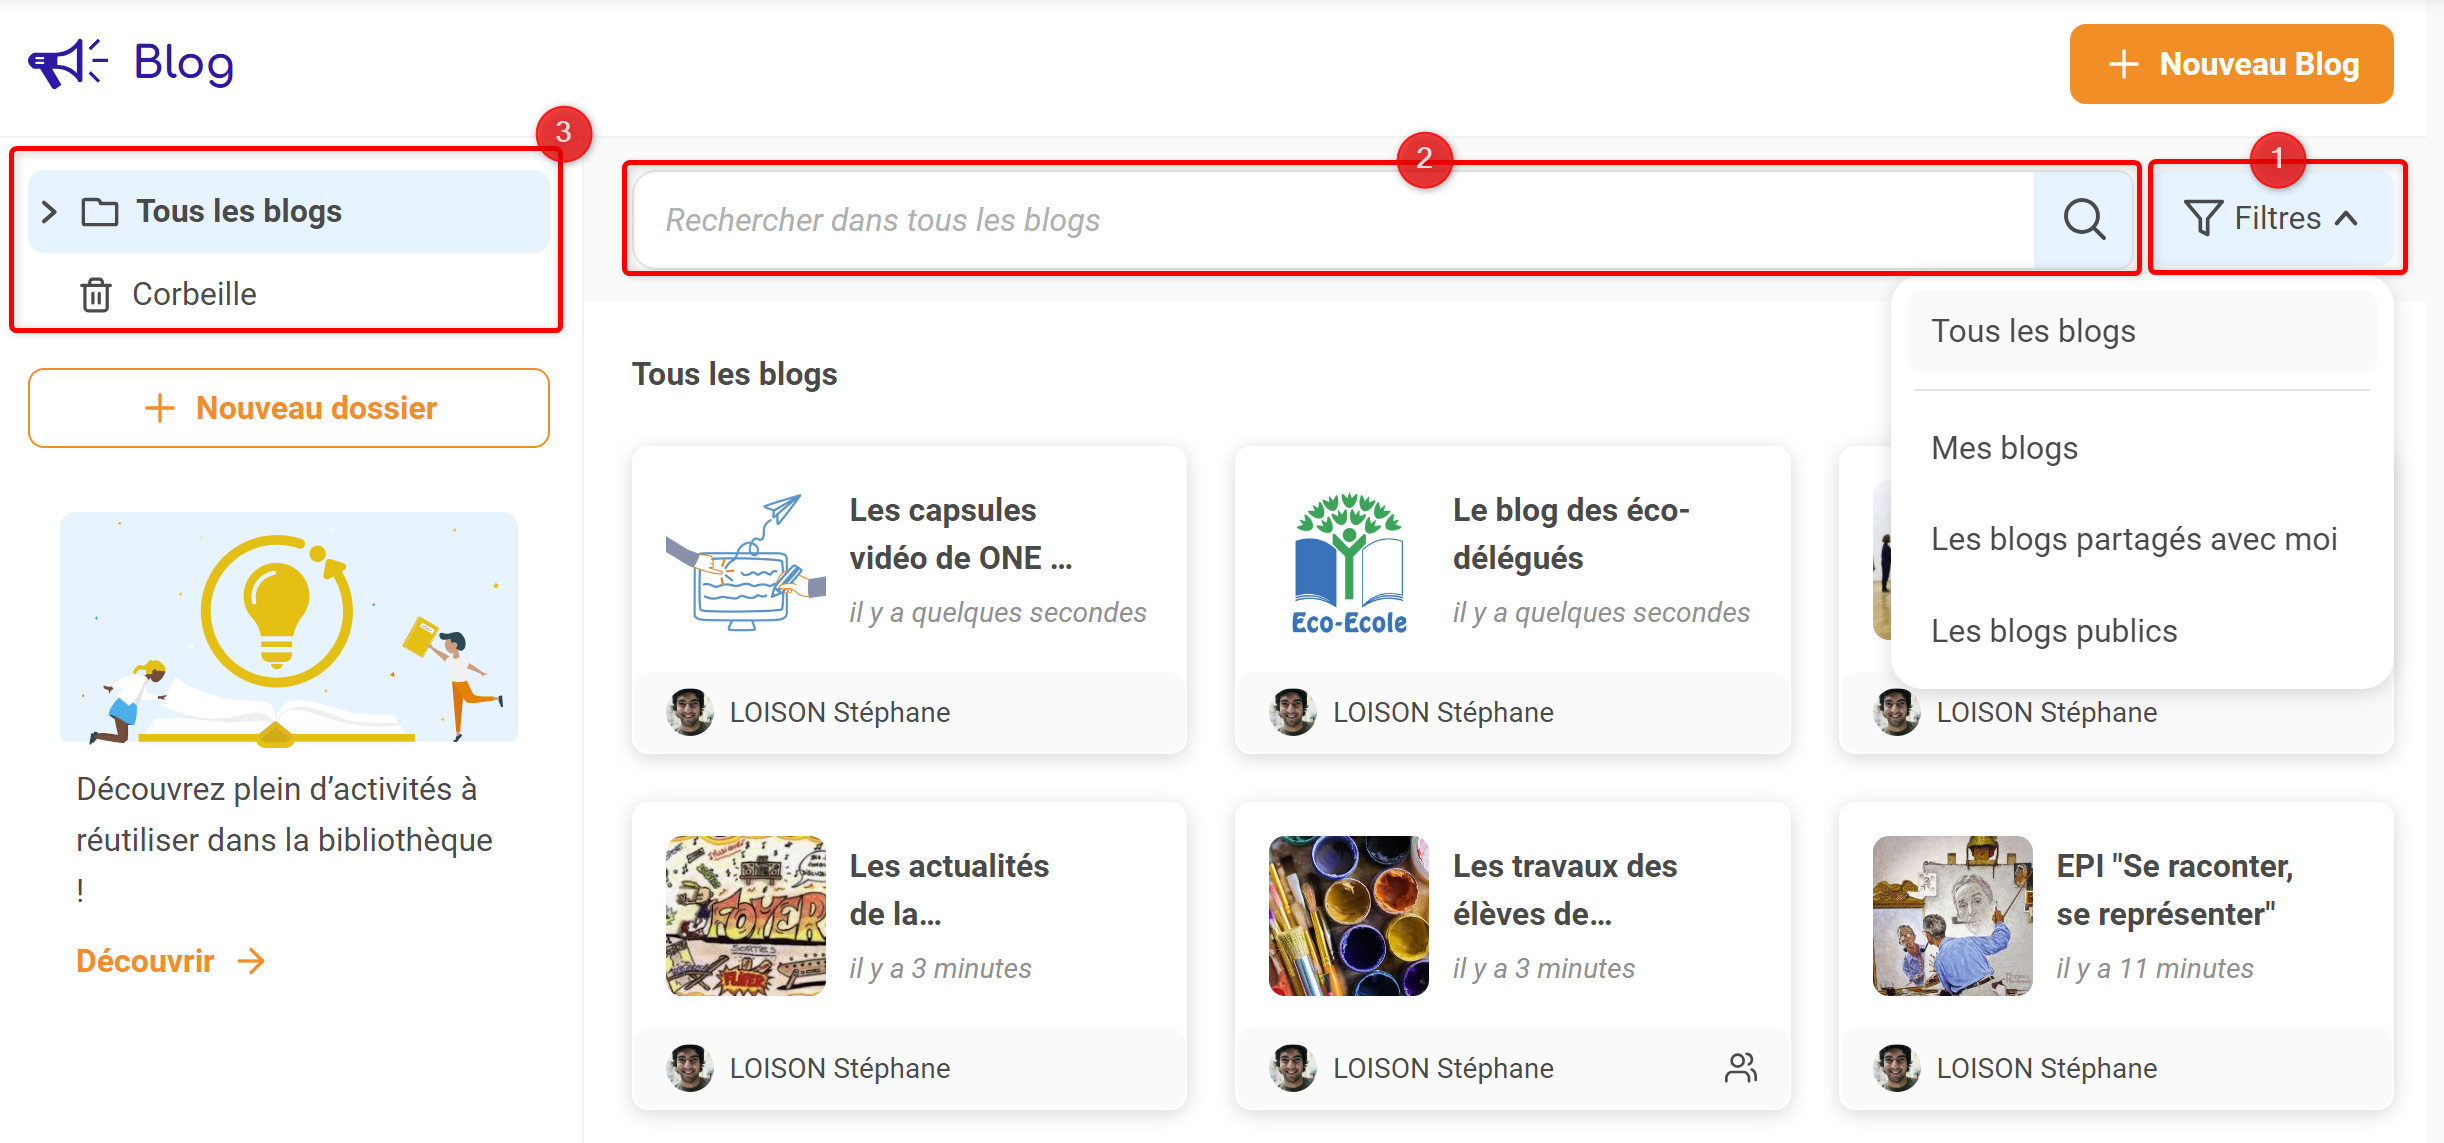 Blog
+ Nouveau Blog
3
2
1
Tous les blogs
Corbeille
Rechercher dans tous les blogs
Filtres
Tous les blogs
Mes blogs
Les blogs partagés avec moi
Les blogs publics
+ Nouveau dossier
Découvrez plein d’activités à
réutiliser dans la bibliothèque
!
Découvrir
Tous les blogs
Les capsules
vidéo de ONE ...
il y a quelques secondes
LOISON Stéphane
Eco-Ecole
Le blog des éco-
délégués
il y a quelques secondes
LOISON Stéphane
LOISON Stéphane
FOYER
Les actualités
de la...
il y a 3 minutes
LOISON Stéphane
Les travaux des
élèves de...
il y a 3 minutes
LOISON Stéphane
EPI "Se raconter,
se représenter"
il y a 11 minutes
LOISON Stéphane